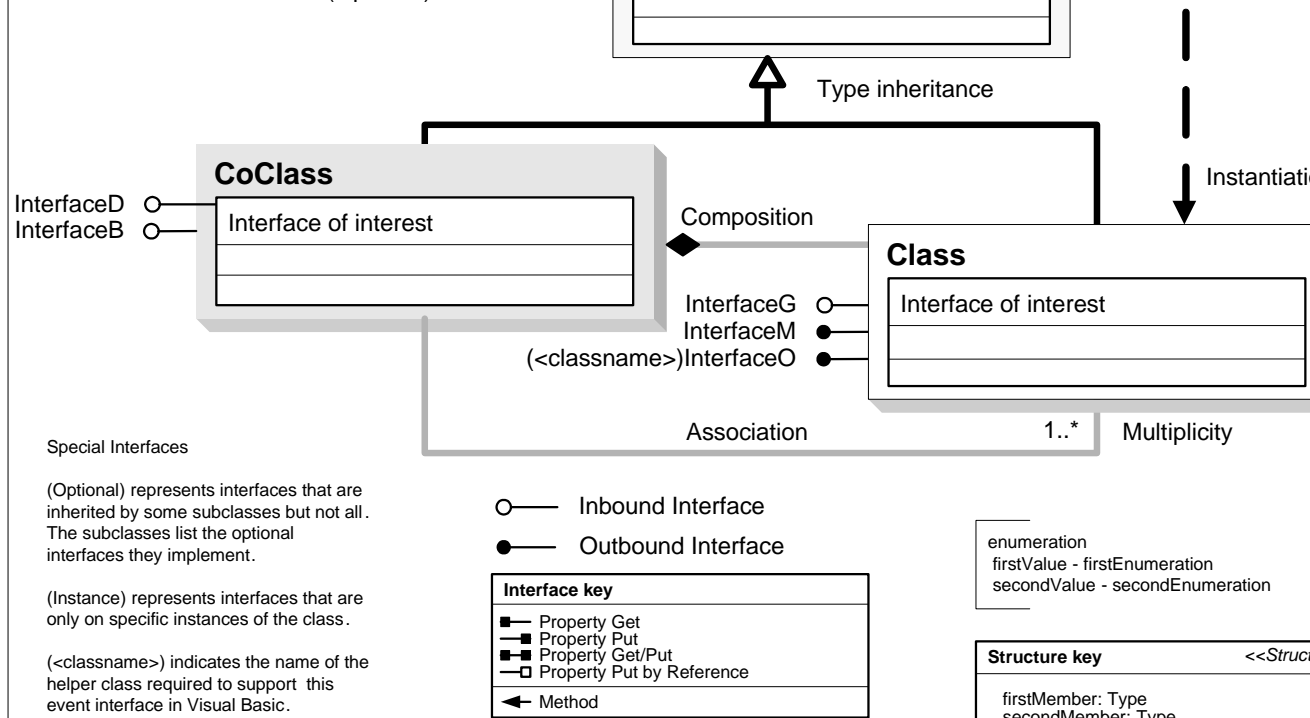 Type inheritance
CoClass
Interface of interest
InterfaceD
InterfaceB
Composition
Class
Interface of interest
InterfaceG
InterfaceM
(<classname>)InterfaceO
Association
1..*
Multiplicity
Special Interfaces
(Optional) represents interfaces that are
inherited by some subclasses but not all.
The subclasses list the optional
interfaces they implement.
(Instance) represents interfaces that are
only on specific instances of the class.
(<classname>) indicates the name of the
helper class required to support this
event interface in Visual Basic.
Inbound Interface
Outbound Interface
Interface key
Property Get
Property Put
Property Get/Put
Property Put by Reference
Method
enumeration
firstValue - firstEnumeration
secondValue - secondEnumeration
Structure key
firstMember: Type
secondMember: Type